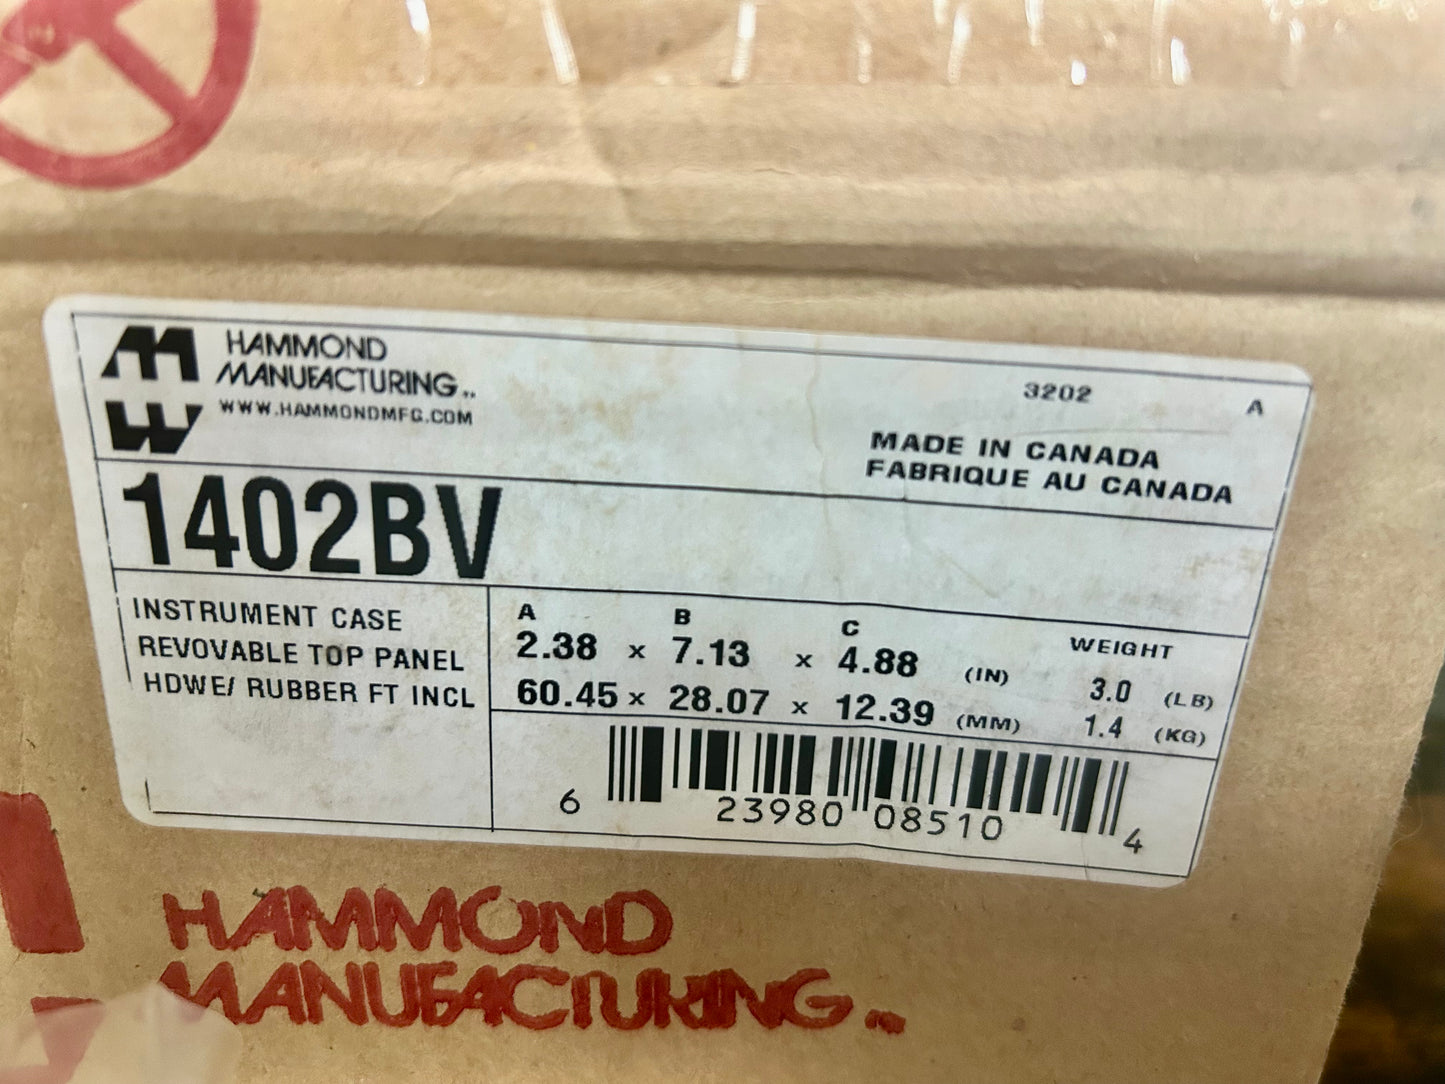 HAMMOND
MANUFACTURING
WWW.HAMMONDMFG.COM
3202
A
MADE IN CANADA
FABRIQUE AU CANADA
1402BV
INSTRUMENT CASE
REVOVABLE TOP PANEL
HDWE/ RUBBER FT INCL
A B C WEIGHT
2.38 x 7.13 x 4.88 (IN) 3.0 (LB)
60.45 x 28.07 x 12.39 (MM) 1.4 (KG)
6 23980 08510 4
HAMMOND
MANUFACTURING